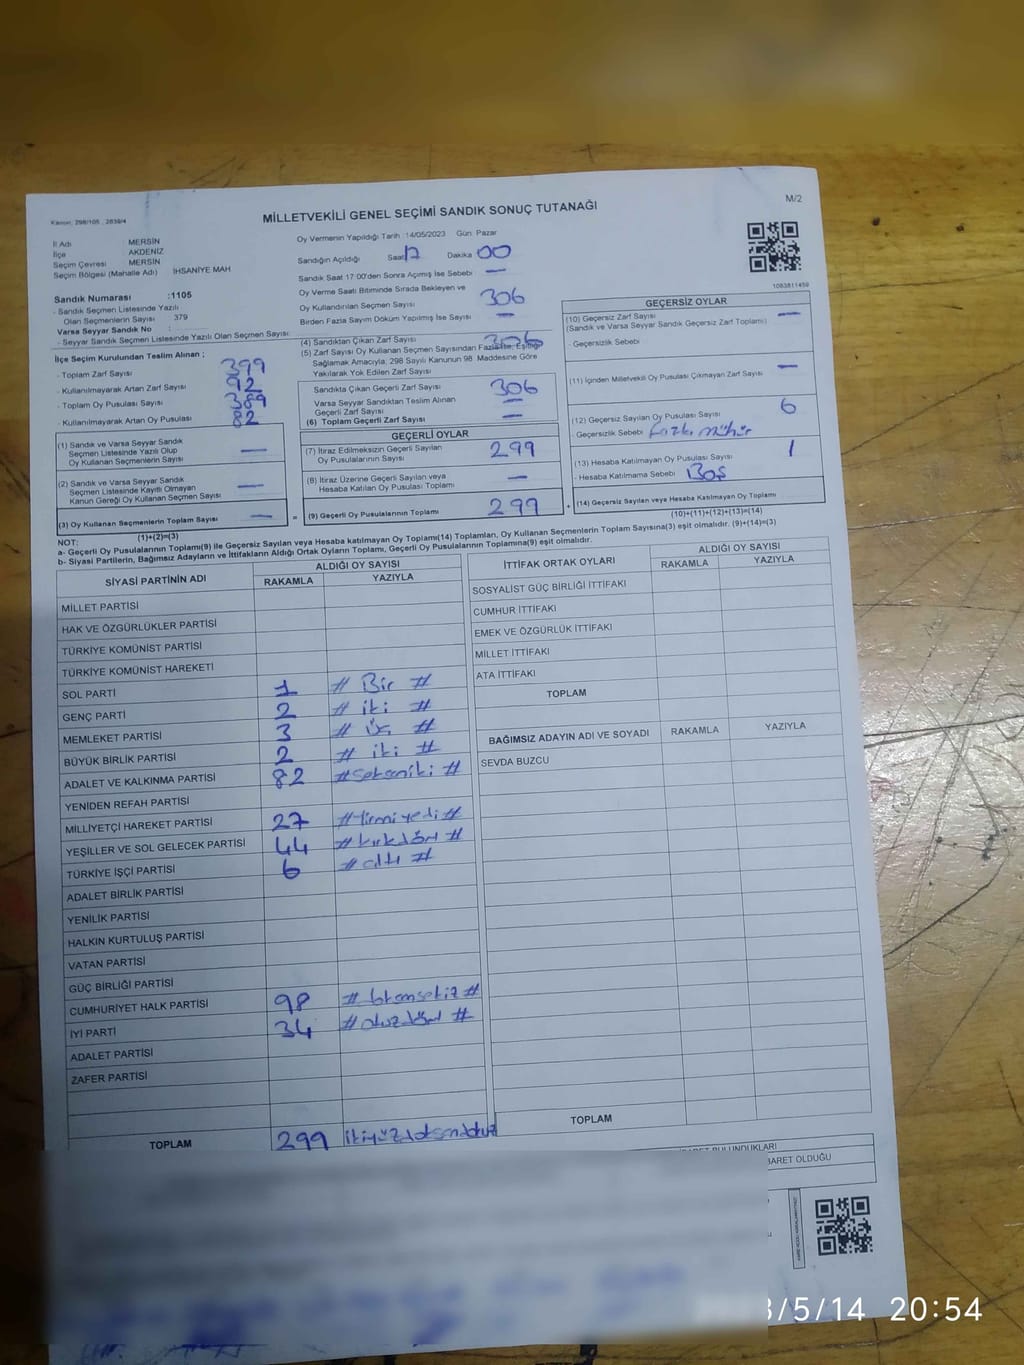 M/2
Kanun: 298/105 , 2839/4
MİLLETVEKİLİ GENEL SEÇİMİ SANDIK SONUÇ TUTANAĞI
İl Adı MERSİN
İlçe AKDENİZ
Seçim Çevresi MERSİN
Seçim Bölgesi (Mahalle Adı) İHSANİYE MAH
Sandık Numarası :1105
- Sandık Seçmen Listesinde Yazılı
Olan Seçmenlerin Sayısı 379
Varsa Seyyar Sandık No :
- Seyyar Sandık Seçmen Listesinde Yazılı Olan Seçmen Sayısı:
İlçe Seçim Kurulundan Teslim Alınan ;
- Toplam Zarf Sayısı 399
- Kullanılmayarak Artan Zarf Sayısı 92
- Toplam Oy Pusulası Sayısı 389
- Kullanılmayarak Artan Oy Pusulası 82
(1) Sandık ve Varsa Seyyar Sandık
Seçmen Listesinde Yazılı Olup
Oy Kullanan Seçmenlerin Sayısı —
(2) Sandık ve Varsa Seyyar Sandık
Seçmen Listesinde Kayıtlı Olmayan
Kanun Gereği Oy Kullanan Seçmen Sayısı —
(3) Oy Kullanan Seçmenlerin Toplam Sayısı —
(1)+(2)=(3)
Oy Vermenin Yapıldığı Tarih :14/05/2023 Gün: Pazar
Sandığın Açıldığı Saat 17 Dakika 00
Sandık Saat 17:00'den Sonra Açımış İse Sebebi —
Oy Verme Saati Bitiminde Sırada Bekleyen ve
Oy Kullandırılan Seçmen Sayısı 306
Birden Fazla Sayım Döküm Yapılmış İse Sayısı —
(4) Sandıktan Çıkan Zarf Sayısı 306
(5) Zarf Sayısı Oy Kullanan Seçmen Sayısından Fazla İse, Eşitliği
Sağlamak Amacıyla; 298 Sayılı Kanunun 98 Maddesine Göre
Yakılarak Yok Edilen Zarf Sayısı
Sandıkta Çıkan Geçerli Zarf Sayısı 306
Varsa Seyyar Sandıktan Teslim Alınan
Geçerli Zarf Sayısı —
(6) Toplam Geçerli Zarf Sayısı —
GEÇERLİ OYLAR
(7) İtiraz Edilmeksizin Geçerli Sayılan
Oy Pusulalarının Sayısı 299
(8) İtiraz Üzerine Geçerli Sayılan veya
Hesaba Katılan Oy Pusulası Toplamı —
= (9) Geçerli Oy Pusulalarının Toplamı 299 +
1083811459
GEÇERSİZ OYLAR
(10) Geçersiz Zarf Sayısı —
(Sandık ve Varsa Seyyar Sandık Geçersiz Zarf Toplamı)
- Geçersizlik Sebebi
(11) İçinden Milletvekili Oy Pusulası Çıkmayan Zarf Sayısı —
(12) Geçersiz Sayılan Oy Pusulası Sayısı 6
Geçersizlik Sebebi fazla mühür
(13) Hesaba Katılmayan Oy Pusulası Sayısı 1
- Hesaba Katılmama Sebebi Boş
(14) Geçersiz Sayılan veya Hesaba Katılmayan Oy Toplamı
(10)+(11)+(12)+(13)=(14)
NOT:
a- Geçerli Oy Pusulalarının Toplamı(9) ile Geçersiz Sayılan veya Hesaba katılmayan Oy Toplamı(14) Toplamları, Oy Kullanan Seçmenlerin Toplam Sayısına(3) eşit olmalıdır. (9)+(14)=(3)
b- Siyasi Partilerin, Bağımsız Adayların ve İttifakların Aldığı Ortak Oyların Toplamı, Geçerli Oy Pusulalarının Toplamına(9) eşit olmalıdır.
SİYASİ PARTİNİN ADI ALDIĞI OY SAYISI
RAKAMLA YAZIYLA
MİLLET PARTİSİ
HAK VE ÖZGÜRLÜKLER PARTİSİ
TÜRKİYE KOMÜNİST PARTİSİ
TÜRKİYE KOMÜNİST HAREKETİ
SOL PARTİ 1 # Bir #
GENÇ PARTİ 2 # iki #
MEMLEKET PARTİSİ 3 # üç #
BÜYÜK BİRLİK PARTİSİ 2 # iki #
ADALET VE KALKINMA PARTİSİ 82 #Seksaniki #
YENİDEN REFAH PARTİSİ
MİLLİYETÇİ HAREKET PARTİSİ 27 #Yirmiyedi#
YEŞİLLER VE SOL GELECEK PARTİSİ 44 #kırkdört #
TÜRKİYE İŞÇİ PARTİSİ 6 # altı #
ADALET BİRLİK PARTİSİ
YENİLİK PARTİSİ
HALKIN KURTULUŞ PARTİSİ
VATAN PARTİSİ
GÜÇ BİRLİĞİ PARTİSİ
CUMHURİYET HALK PARTİSİ 98 # doksansekiz #
İYİ PARTİ 34 # otuzdört #
ADALET PARTİSİ
ZAFER PARTİSİ
TOPLAM 299 ikiyüzdoksandokuz
İTTİFAK ORTAK OYLARI ALDIĞI OY SAYISI
RAKAMLA YAZIYLA
SOSYALİST GÜÇ BİRLİĞİ İTTİFAKI
CUMHUR İTTİFAKI
EMEK VE ÖZGÜRLÜK İTTİFAKI
MİLLET İTTİFAKI
ATA İTTİFAKI
TOPLAM
BAĞIMSIZ ADAYIN ADI VE SOYADI RAKAMLA YAZIYLA
SEVDA BUZCU
TOPLAM
BULUNDUKLARI
BARET OLDUĞU
3/5/14 20:54